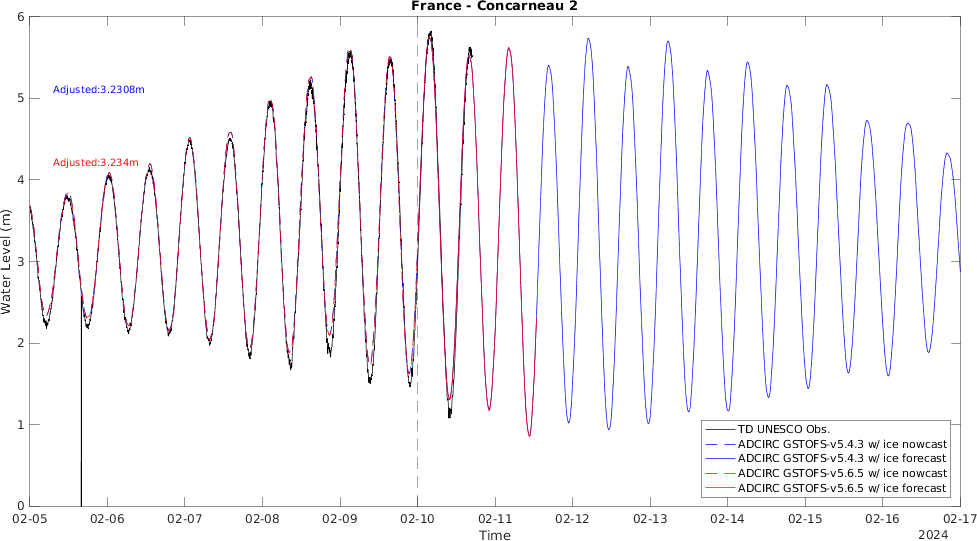 France - Concarneau 2
6
5
4
3
2
1
0
Water Level (m)
Adjusted:3.2308m
Adjusted:3.234m
TD UNESCO Obs.
ADCIRC GSTOFS-v5.4.3 w/ ice nowcast
ADCIRC GSTOFS-v5.4.3 w/ ice forecast
ADCIRC GSTOFS-v5.6.5 w/ ice nowcast
ADCIRC GSTOFS-v5.6.5 w/ ice forecast
02-05 02-06 02-07 02-08 02-09 02-10 02-11 02-12 02-13 02-14 02-15 02-16 02-17
Time
2024